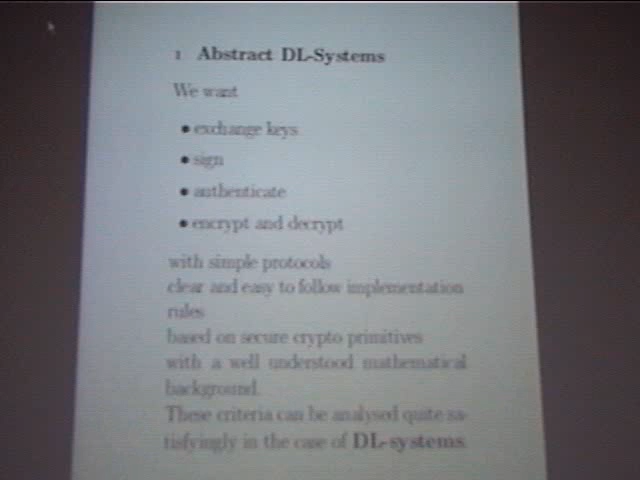 1 Abstract DL-Systems
We want
• exchange keys
• sign
• authenticate
• encrypt and decrypt
with simple protocols
clear and easy to follow implementation
rules
based on secure crypto primitives
with a well understood mathematical
background.
These criteria can be analysed quite sa-
tisfyingly in the case of DL-systems.